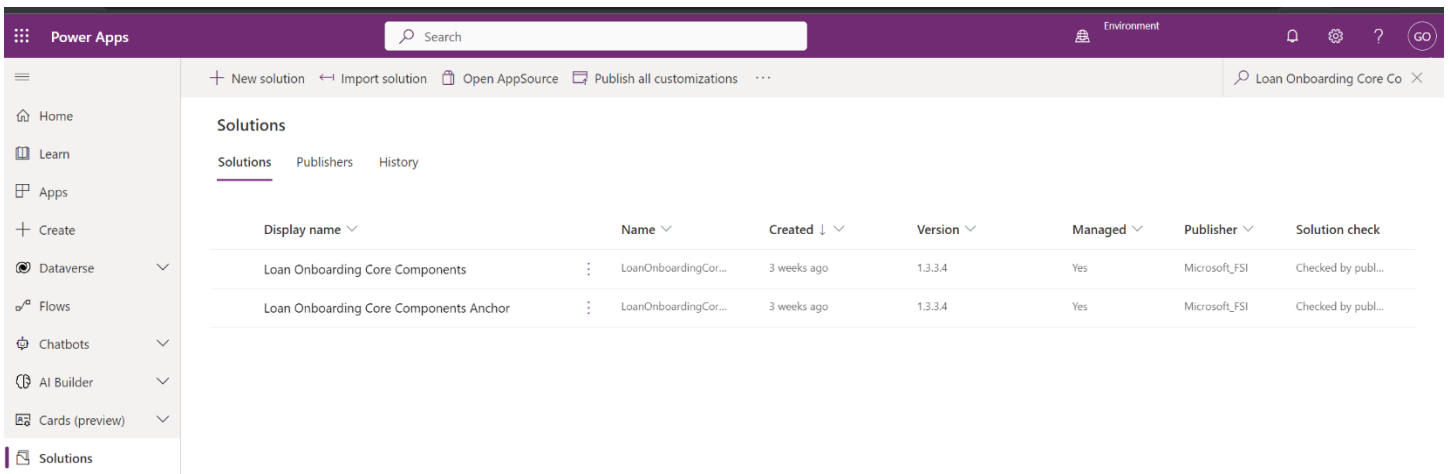 Power Apps
Search
Environment
GO
New solution
Import solution
Open AppSource
Publish all customizations
Loan Onboarding Core Co
Home
Learn
Apps
Create
Dataverse
Flows
Chatbots
AI Builder
Cards (preview)
Solutions
Solutions
Solutions Publishers History
Display name Name Created Version Managed Publisher Solution check
Loan Onboarding Core Components LoanOnboardingCor... 3 weeks ago 1.3.3.4 Yes Microsoft_FSI Checked by publ...
Loan Onboarding Core Components Anchor LoanOnboardingCor... 3 weeks ago 1.3.3.4 Yes Microsoft_FSI Checked by publ...